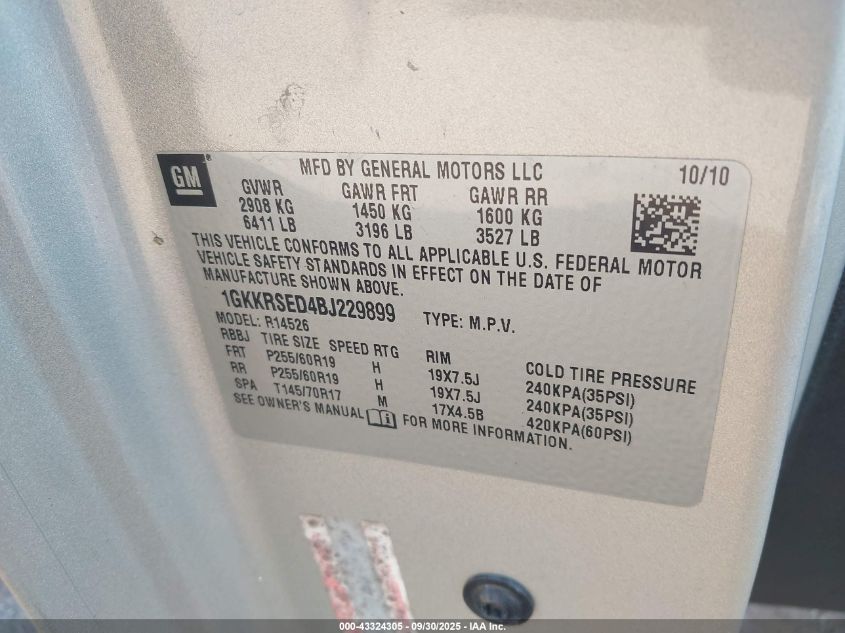 GM
MFD BY GENERAL MOTORS LLC 10/10
GVWR GAWR FRT GAWR RR
2908 KG 1450 KG 1600 KG
6411 LB 3196 LB 3527 LB
THIS VEHICLE CONFORMS TO ALL APPLICABLE U.S. FEDERAL MOTOR
VEHICLE SAFETY STANDARDS IN EFFECT ON THE DATE OF
MANUFACTURE SHOWN ABOVE.
1GKKRSED4BJ229899 TYPE: M.P.V.
MODEL: R14526
RBBJ TIRE SIZE SPEED RTG RIM COLD TIRE PRESSURE
FRT P255/60R19 H 19X7.5J 240KPA(35PSI)
RR P255/60R19 H 19X7.5J 240KPA(35PSI)
SPA T145/70R17 M 17X4.5B 420KPA(60PSI)
SEE OWNER'S MANUAL FOR MORE INFORMATION.
000-43324305 - 09/30/2025 - IAA Inc.